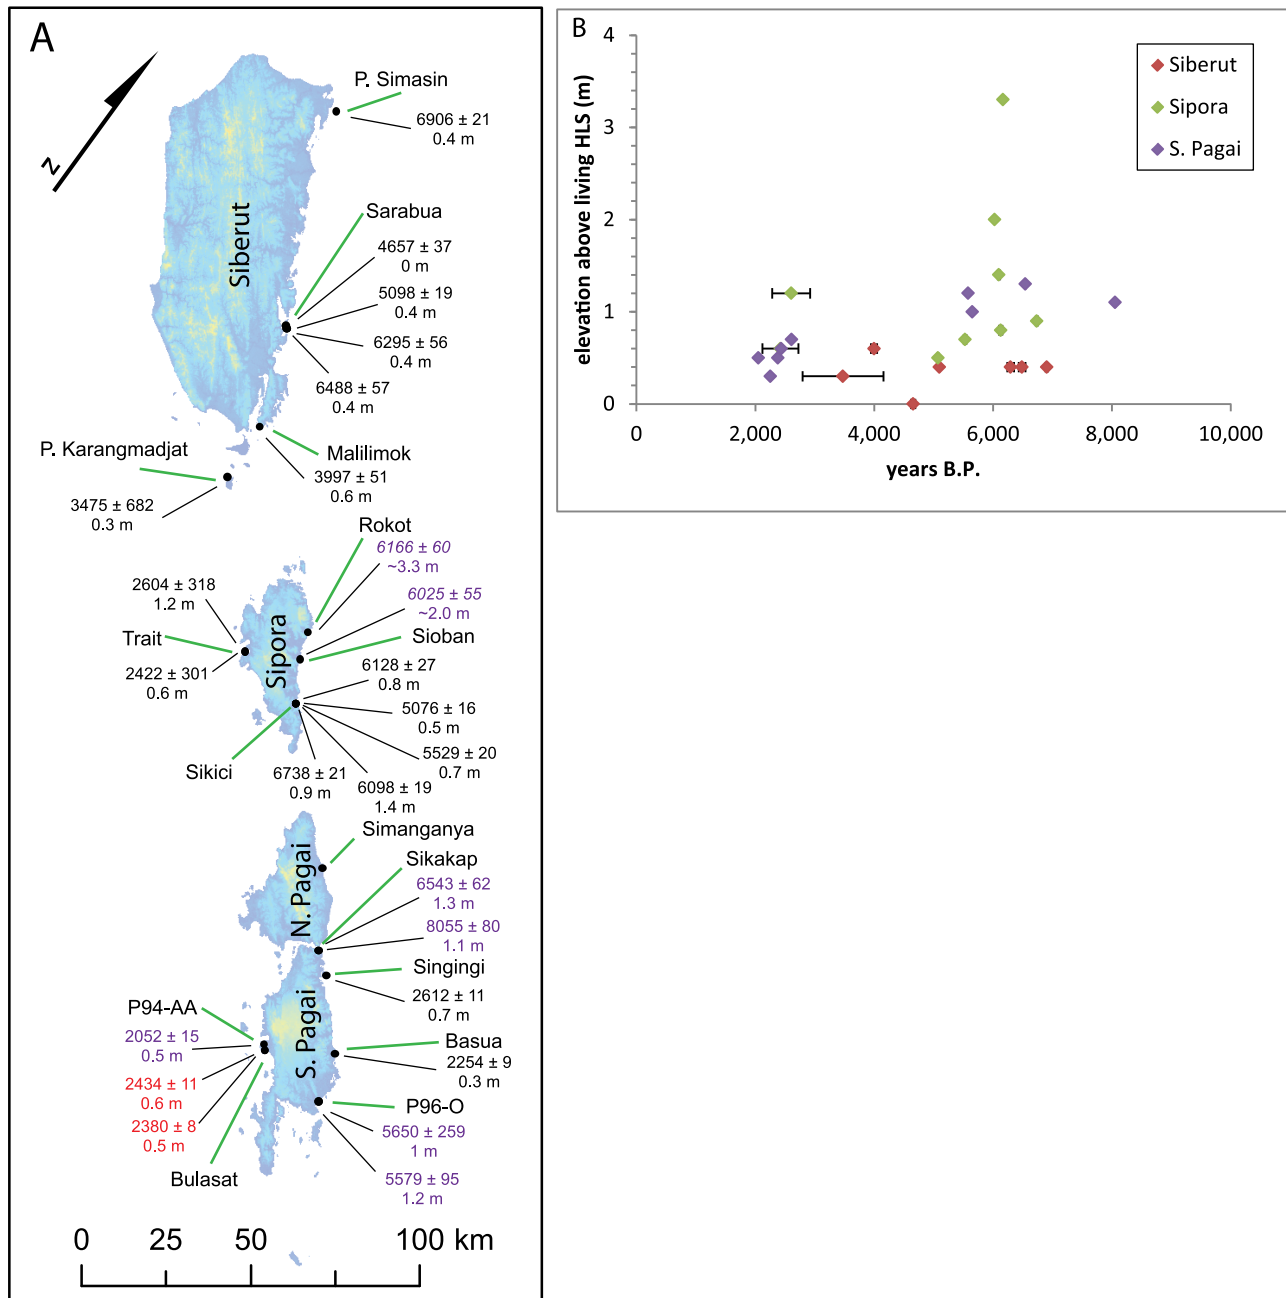 A
N
P. Simasin
6906 ± 21
0.4 m
Siberut
Sarabua
4657 ± 37
0 m
5098 ± 19
0.4 m
6295 ± 56
0.4 m
6488 ± 57
0.4 m
Malilimok
3997 ± 51
0.6 m
P. Karangmadjat
3475 ± 682
0.3 m
Rokot
6166 ± 60
~3.3 m
6025 ± 55
~2.0 m
Sioban
2604 ± 318
1.2 m
Trait
2422 ± 301
0.6 m
Sipora
6128 ± 27
0.8 m
5076 ± 16
0.5 m
5529 ± 20
0.7 m
6098 ± 19
1.4 m
6738 ± 21
0.9 m
Sikici
Simanganya
N. Pagai
Sikakap
6543 ± 62
1.3 m
8055 ± 80
1.1 m
Singingi
2612 ± 11
0.7 m
S. Pagai
P94-AA
2052 ± 15
0.5 m
2434 ± 11
0.6 m
2380 ± 8
0.5 m
Bulasat
Basua
2254 ± 9
0.3 m
P96-O
5650 ± 259
1 m
5579 ± 95
1.2 m
0 25 50 100 km
B
elevation above living HLS (m)
4
3
2
1
0
0 2,000 4,000 6,000 8,000 10,000
years B.P.
Siberut
Sipora
S. Pagai